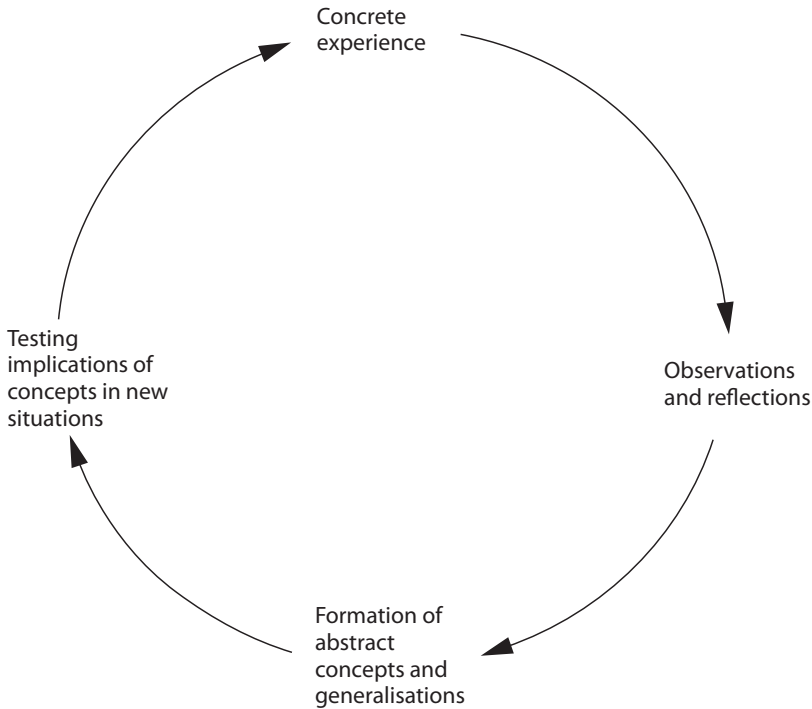 Concrete
experience
Observations
and reflections
Formation of
abstract
concepts and
generalisations
Testing
implications of
concepts in new
situations